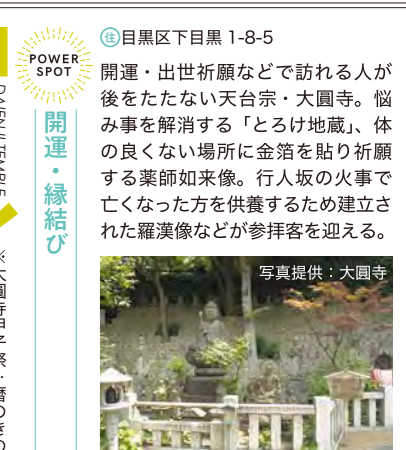 POWER
SPOT
開運・縁結び
住目黒区下目黒 1-8-5
開運・出世祈願などで訪れる人が
後をたたない天台宗・大圓寺。悩
み事を解消する「とろけ地蔵」、体
の良くない場所に金箔を貼り祈願
する薬師如来像。行人坂の火事で
亡くなった方を供養するため建立さ
れた羅漢像などが参拝客を迎える。
写真提供：大圓寺